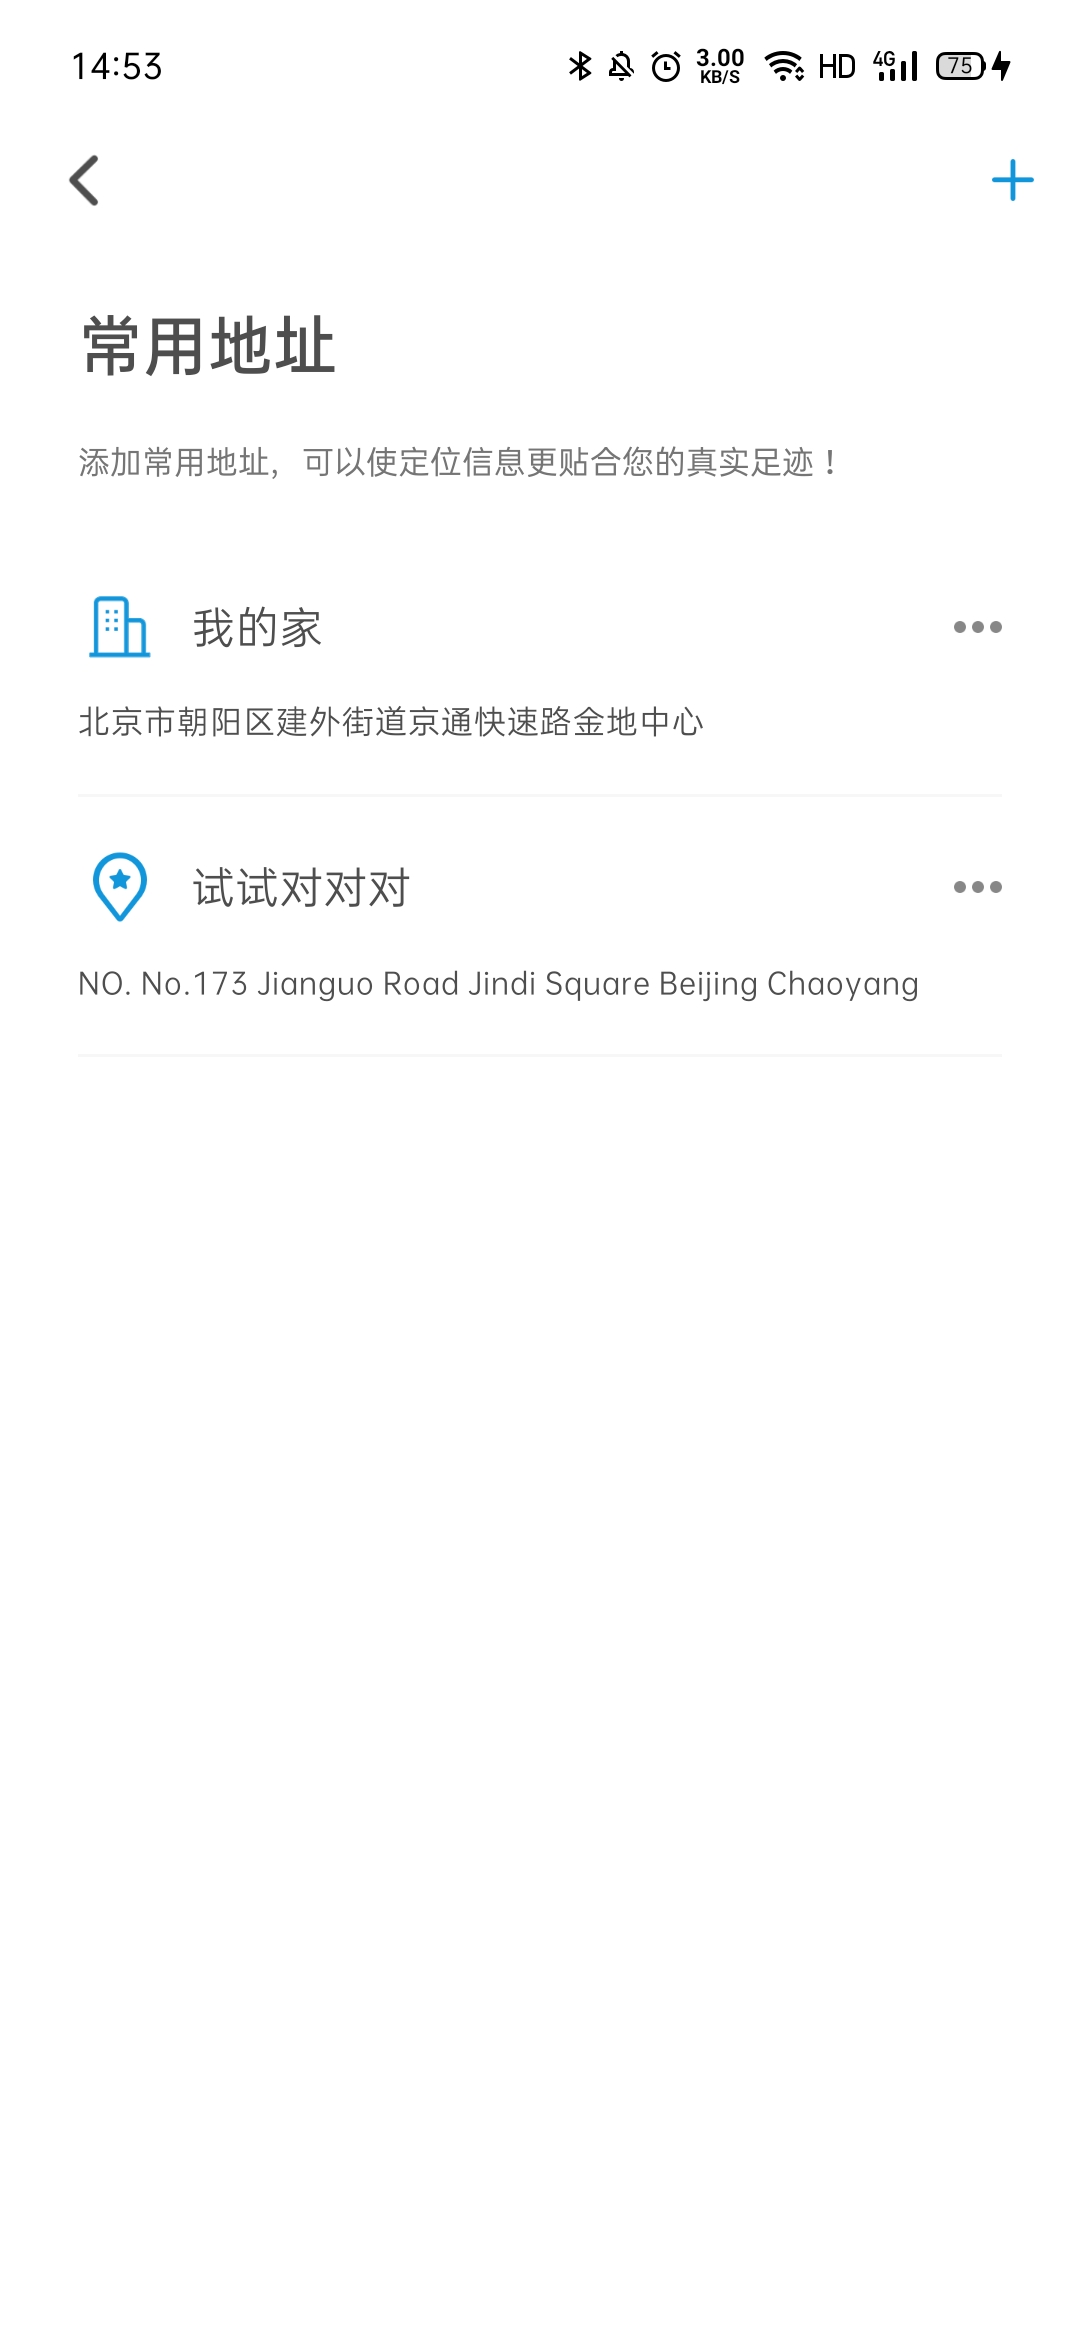 14:53
3.00
KB/S
HD
4G
75
常用地址
添加常用地址，可以使定位信息更贴合您的真实足迹！
我的家
北京市朝阳区建外街道京通快速路金地中心
试试对对对
NO. No.173 Jianguo Road Jindi Square Beijing Chaoyang